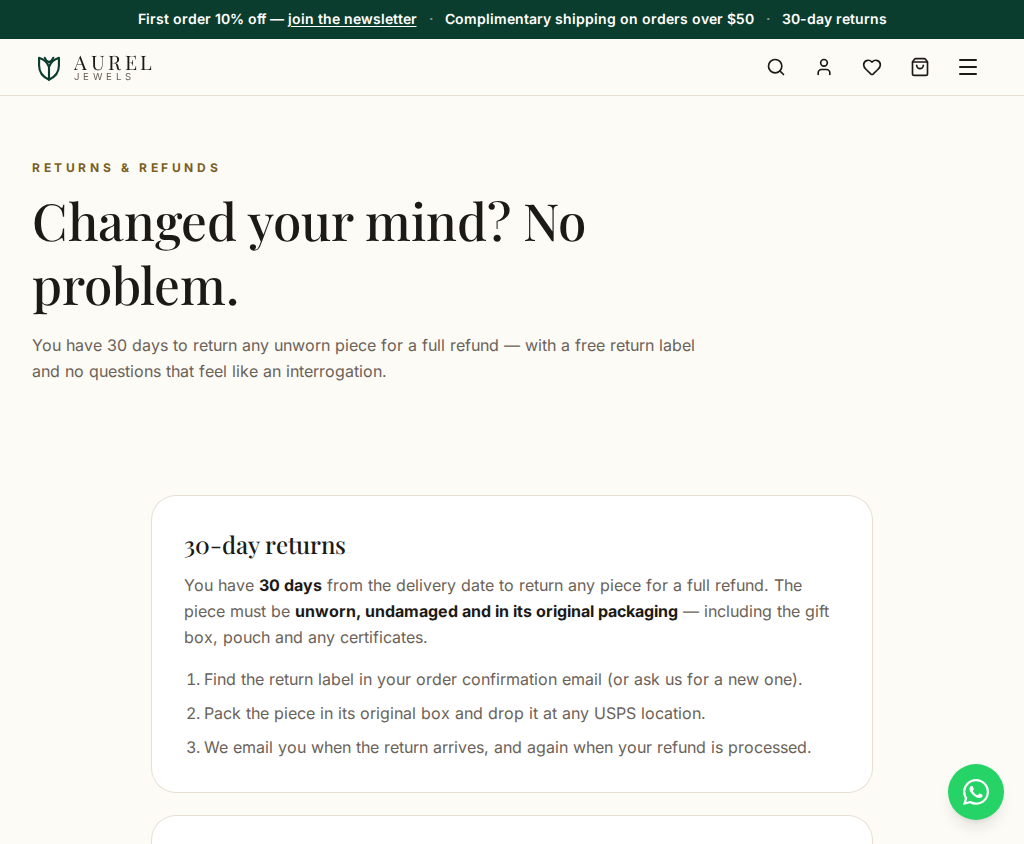 First order 10% off — join the newsletter · Complimentary shipping on orders over $50 · 30-day returns
AUREL
JEWELS
RETURNS & REFUNDS
Changed your mind? No
problem.
You have 30 days to return any unworn piece for a full refund — with a free return label
and no questions that feel like an interrogation.
30-day returns
You have 30 days from the delivery date to return any piece for a full refund. The
piece must be unworn, undamaged and in its original packaging — including the gift
box, pouch and any certificates.
1. Find the return label in your order confirmation email (or ask us for a new one).
2. Pack the piece in its original box and drop it at any USPS location.
3. We email you when the return arrives, and again when your refund is processed.